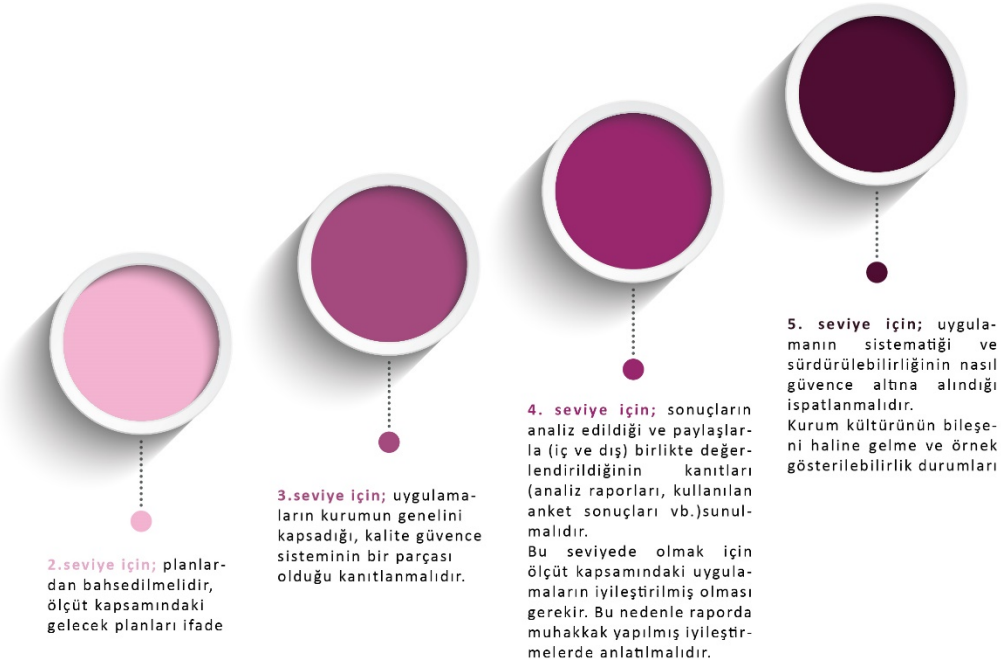 2.seviye için; planlar-
dan bahsedilmelidir,
ölçüt kapsamındaki
gelecek planları ifade
3.seviye için; uygulama-
ların kurumun genelini
kapsadığı, kalite güvence
sisteminin bir parçası
olduğu kanıtlanmalıdır.
4. seviye için; sonuçların
analiz edildiği ve paylaşlar-
la (iç ve dış) birlikte değer-
lendirildiğinin kanıtları
(analiz raporları, kullanılan
anket sonuçları vb.)sunul-
malıdır.
Bu seviyede olmak için
ölçüt kapsamındaki uygula-
maların iyileştirilmiş olması
gerekir. Bu nedenle raporda
muhakkak yapılmış iyileştir-
melerde anlatılmalıdır.
5. seviye için; uygula-
manın sistematiği ve
sürdürülebilirliğinin nasıl
güvence altına alındığı
ispatlanmalıdır.
Kurum kültürünün bileşe-
ni haline gelme ve örnek
gösterilebilirlik durumları